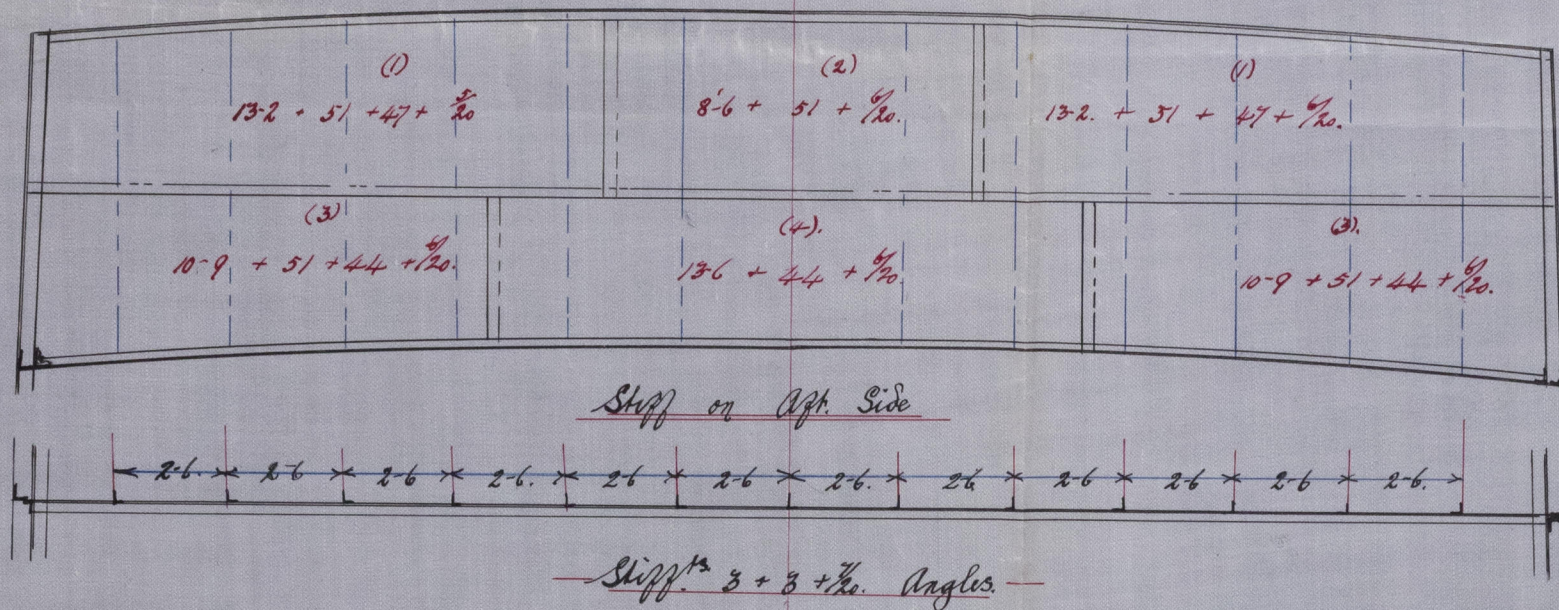 (1) (2) (1)
13-2 + 51 + 47 + 5/20 8'-6 + 51 + 6/20. 13-2. + 51 + 47 + 6/20.
(3) (4). (3).
10-9 + 51 + 44 + 6/20. 13-6 + 44 + 6/20. 10-9 + 51 + 44 + 6/20.
Stiff on Aft. Side
2-6. 2-6 2-6 2-6. 2-6 2-6 2-6. 2-6 2-6 2-6 2-6 2-6.
Stiff.rs 3 + 3 + 7/20. Angles.